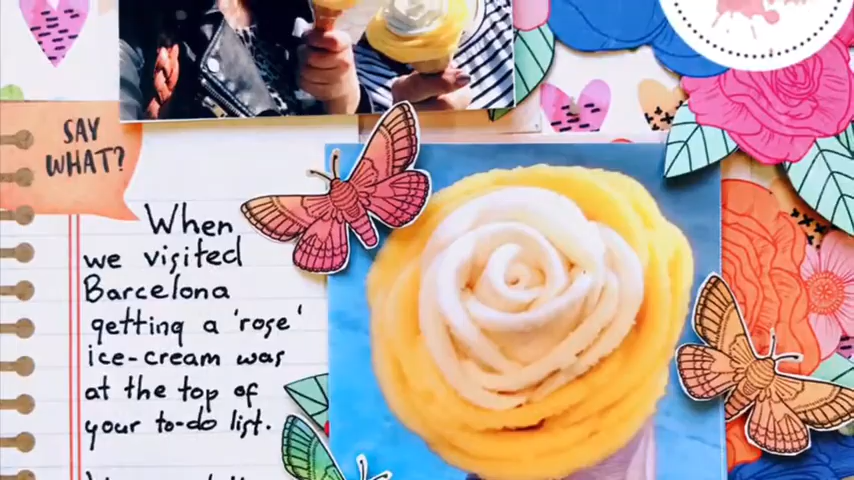 SAY
WHAT?
When
we visited
Barcelona
getting a 'rose'
ice-cream was
at the top of
your to-do list.